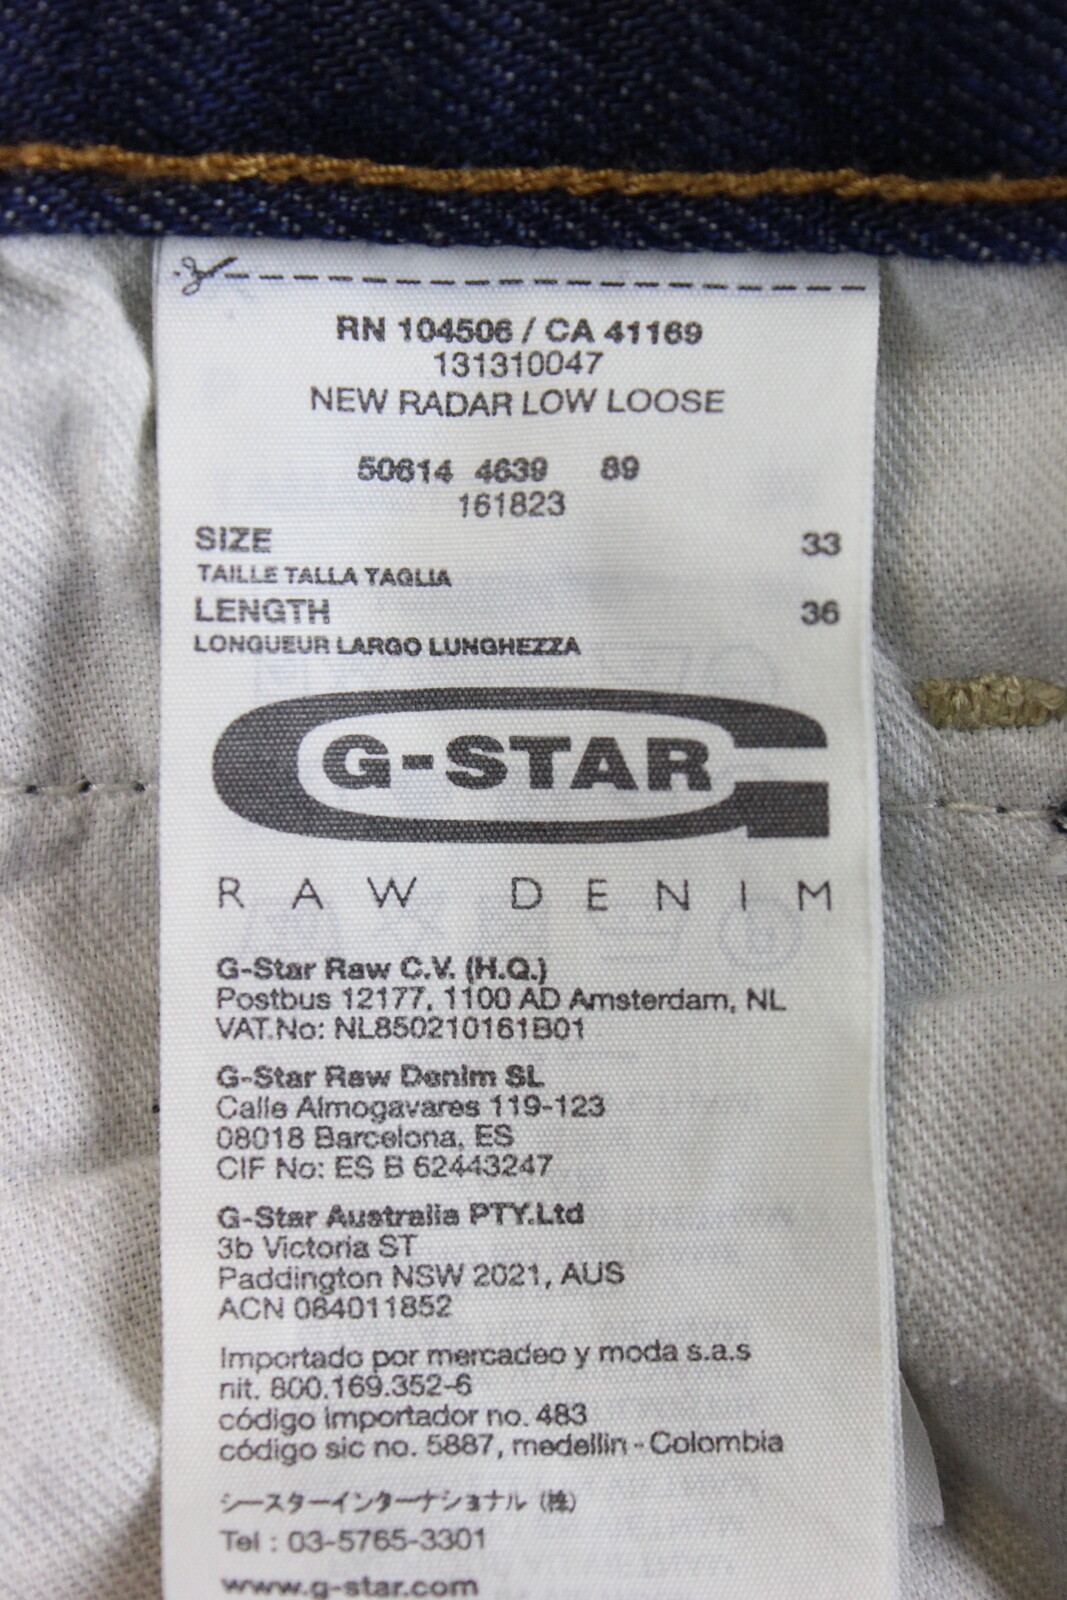 RN 104506 / CA 41169
131310047
NEW RADAR LOW LOOSE
50614 4639 89
161823
SIZE 33
TAILLE TALLA TAGLIA
LENGTH 36
LONGUEUR LARGO LUNGHEZZA
G-STAR
RAW DENIM
G-Star Raw C.V. (H.Q.)
Postbus 12177, 1100 AD Amsterdam, NL
VAT.No: NL850210161B01
G-Star Raw Denim SL
Calle Almogavares 119-123
08018 Barcelona, ES
CIF No: ES B 62443247
G-Star Australia PTY.Ltd
3b Victoria ST
Paddington NSW 2021, AUS
ACN 084011852
Importado por mercadeo y moda s.a.s
nit. 800.169.352-6
código importador no. 483
código sic no. 5887, medellin - Colombia
ジースターインターナショナル (株)
Tel : 03-5765-3301
www.g-star.com